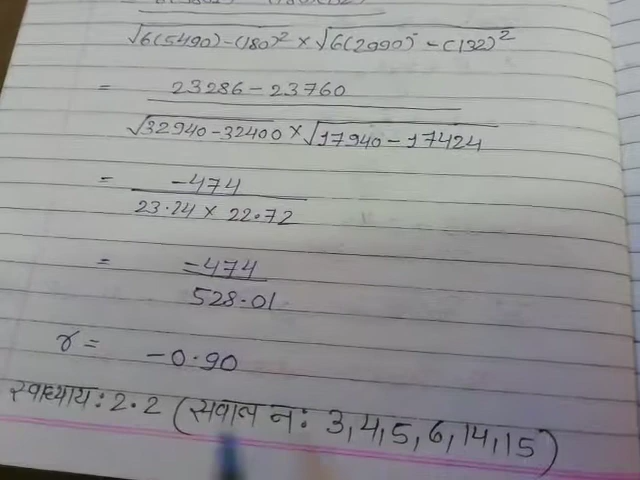 √6(5490) - (180)² × √6(2990) - (132)²
= 23286 - 23760
√32940 - 32400 × √17940 - 17424
= -474
23.24 × 22.72
= =474
528.01
r = -0.90
स्वाध्याय: 2.2 (सवाल नं: 3,4,5,6,14,15)